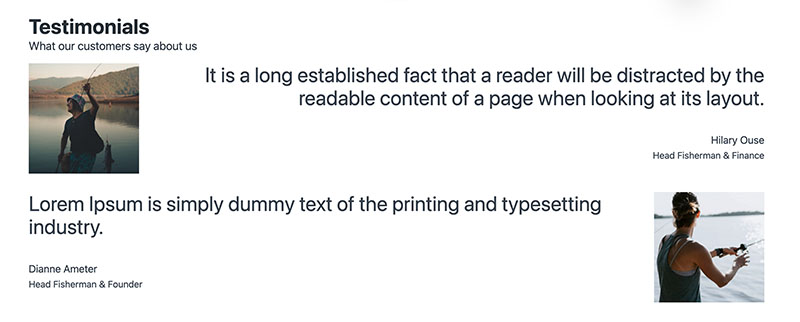 Testimonials
What our customers say about us
It is a long established fact that a reader will be distracted by the
readable content of a page when looking at its layout.
Hilary Ouse
Head Fisherman & Finance
Lorem Ipsum is simply dummy text of the printing and typesetting
industry.
Dianne Ameter
Head Fisherman & Founder